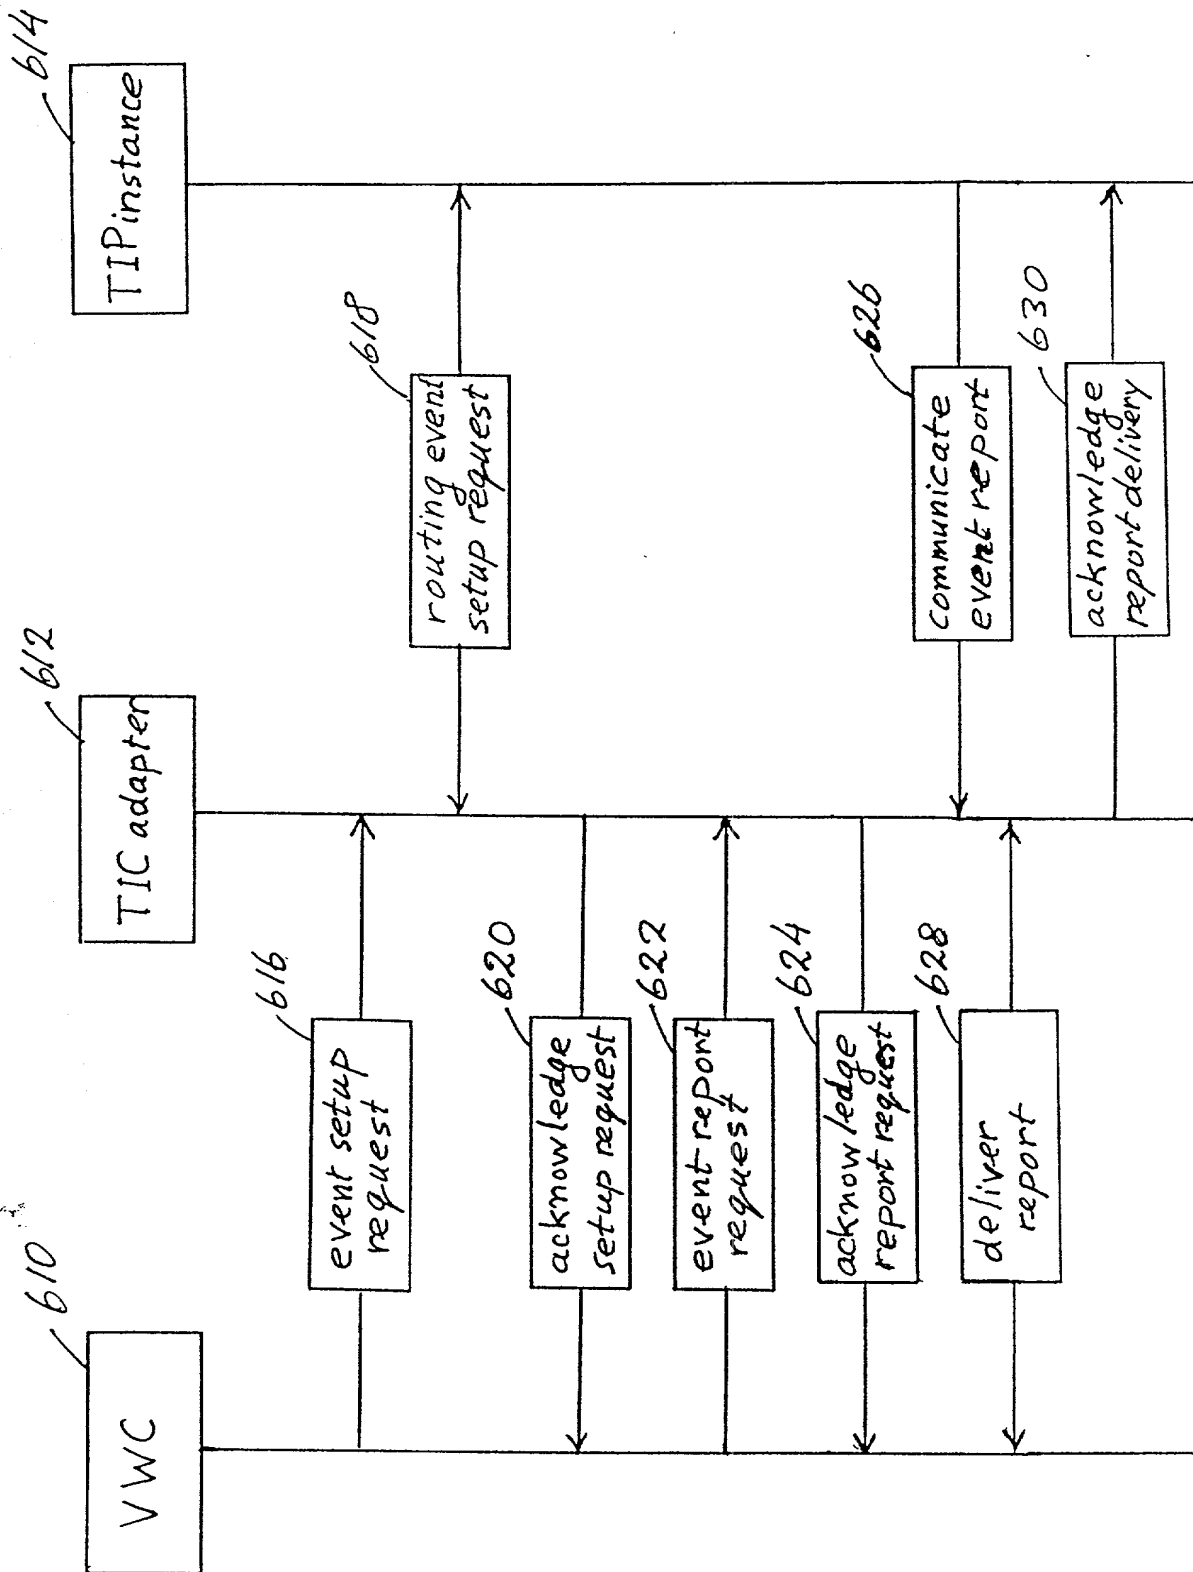 610
VWC
612
TIC adapter
614
TIP instance
616
event setup
request
618
routing event
setup request
620
acknowledge
setup request
622
event report
request
624
acknowledge
report request
626
communicate
event report
628
deliver
report
630
acknowledge
report delivery